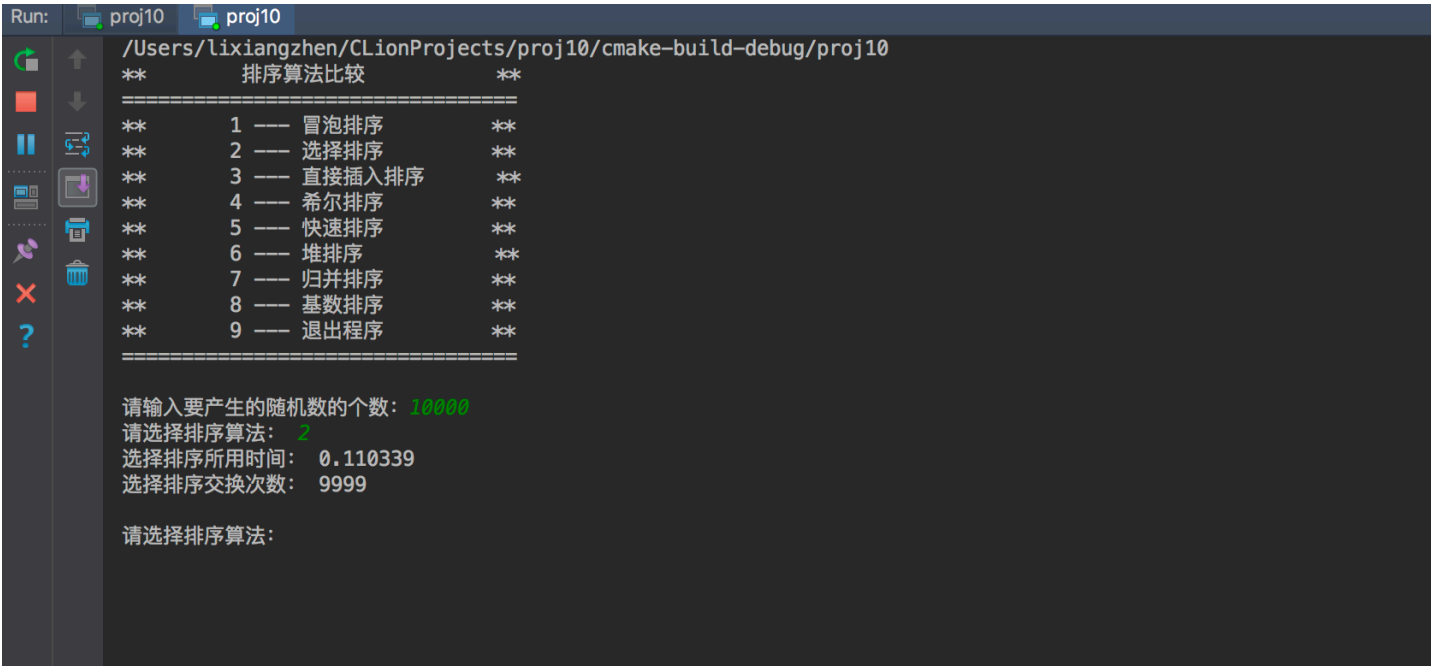 Run: proj10 proj10
/Users/lixiangzhen/CLionProjects/proj10/cmake-build-debug/proj10
** 排序算法比较 **
=================================
** 1 --- 冒泡排序 **
** 2 --- 选择排序 **
** 3 --- 直接插入排序 **
** 4 --- 希尔排序 **
** 5 --- 快速排序 **
** 6 --- 堆排序 **
** 7 --- 归并排序 **
** 8 --- 基数排序 **
** 9 --- 退出程序 **
=================================
请输入要产生的随机数的个数：10000
请选择排序算法： 2
选择排序所用时间： 0.110339
选择排序交换次数： 9999
请选择排序算法：